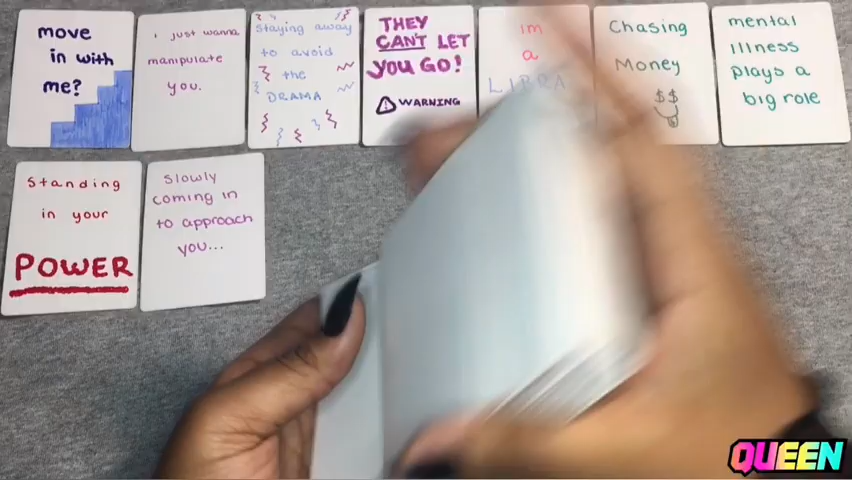 move
in with
me?
I just wanna
manipulate
you.
Staying away
to avoid
the
DRAMA
THEY
CAN'T LET
YOU GO!
WARNING
Im
a
LIBRA
Chasing
Money
$$
mental
Illness
plays a
big role
Standing
in your
POWER
Slowly
coming in
to approach
you...
QUEEN